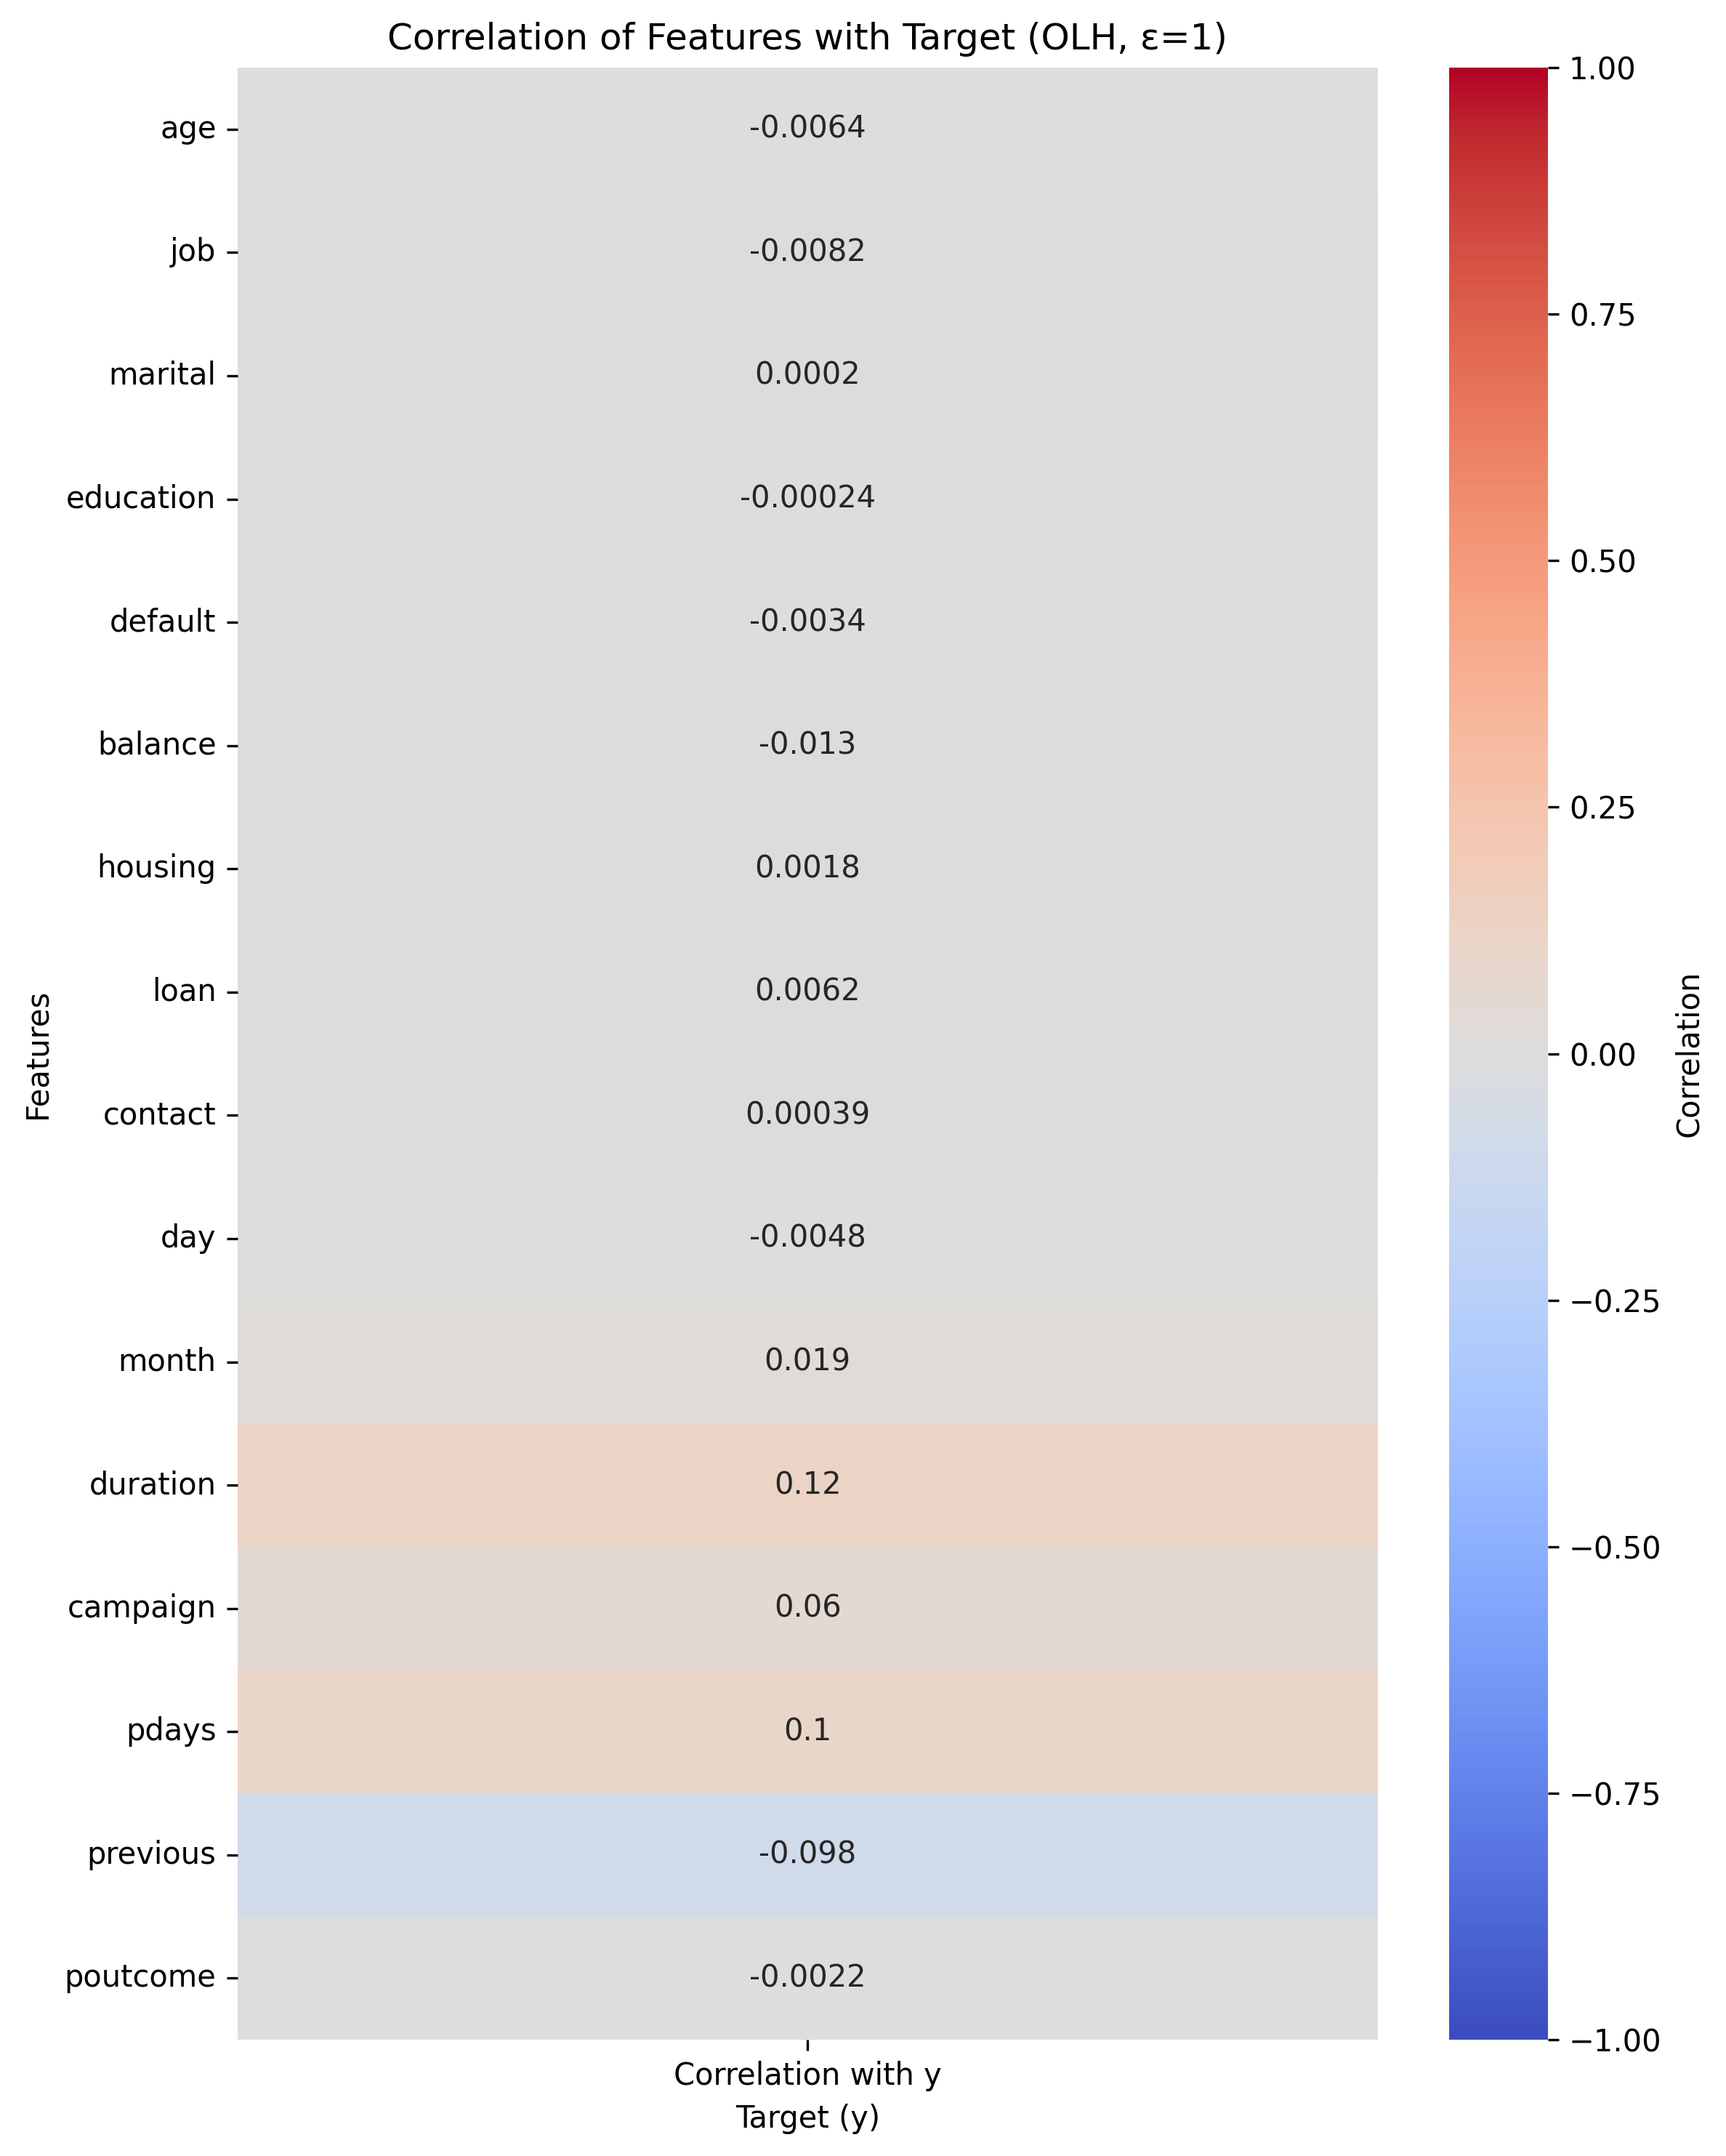 Correlation of Features with Target (OLH, ε=1)
Features
age -0.0064
job -0.0082
marital 0.0002
education -0.00024
default -0.0034
balance -0.013
housing 0.0018
loan 0.0062
contact 0.00039
day -0.0048
month 0.019
duration 0.12
campaign 0.06
pdays 0.1
previous -0.098
poutcome -0.0022
Correlation with y
Target (y)
1.00
0.75
0.50
0.25
0.00
−0.25
−0.50
−0.75
−1.00
Correlation